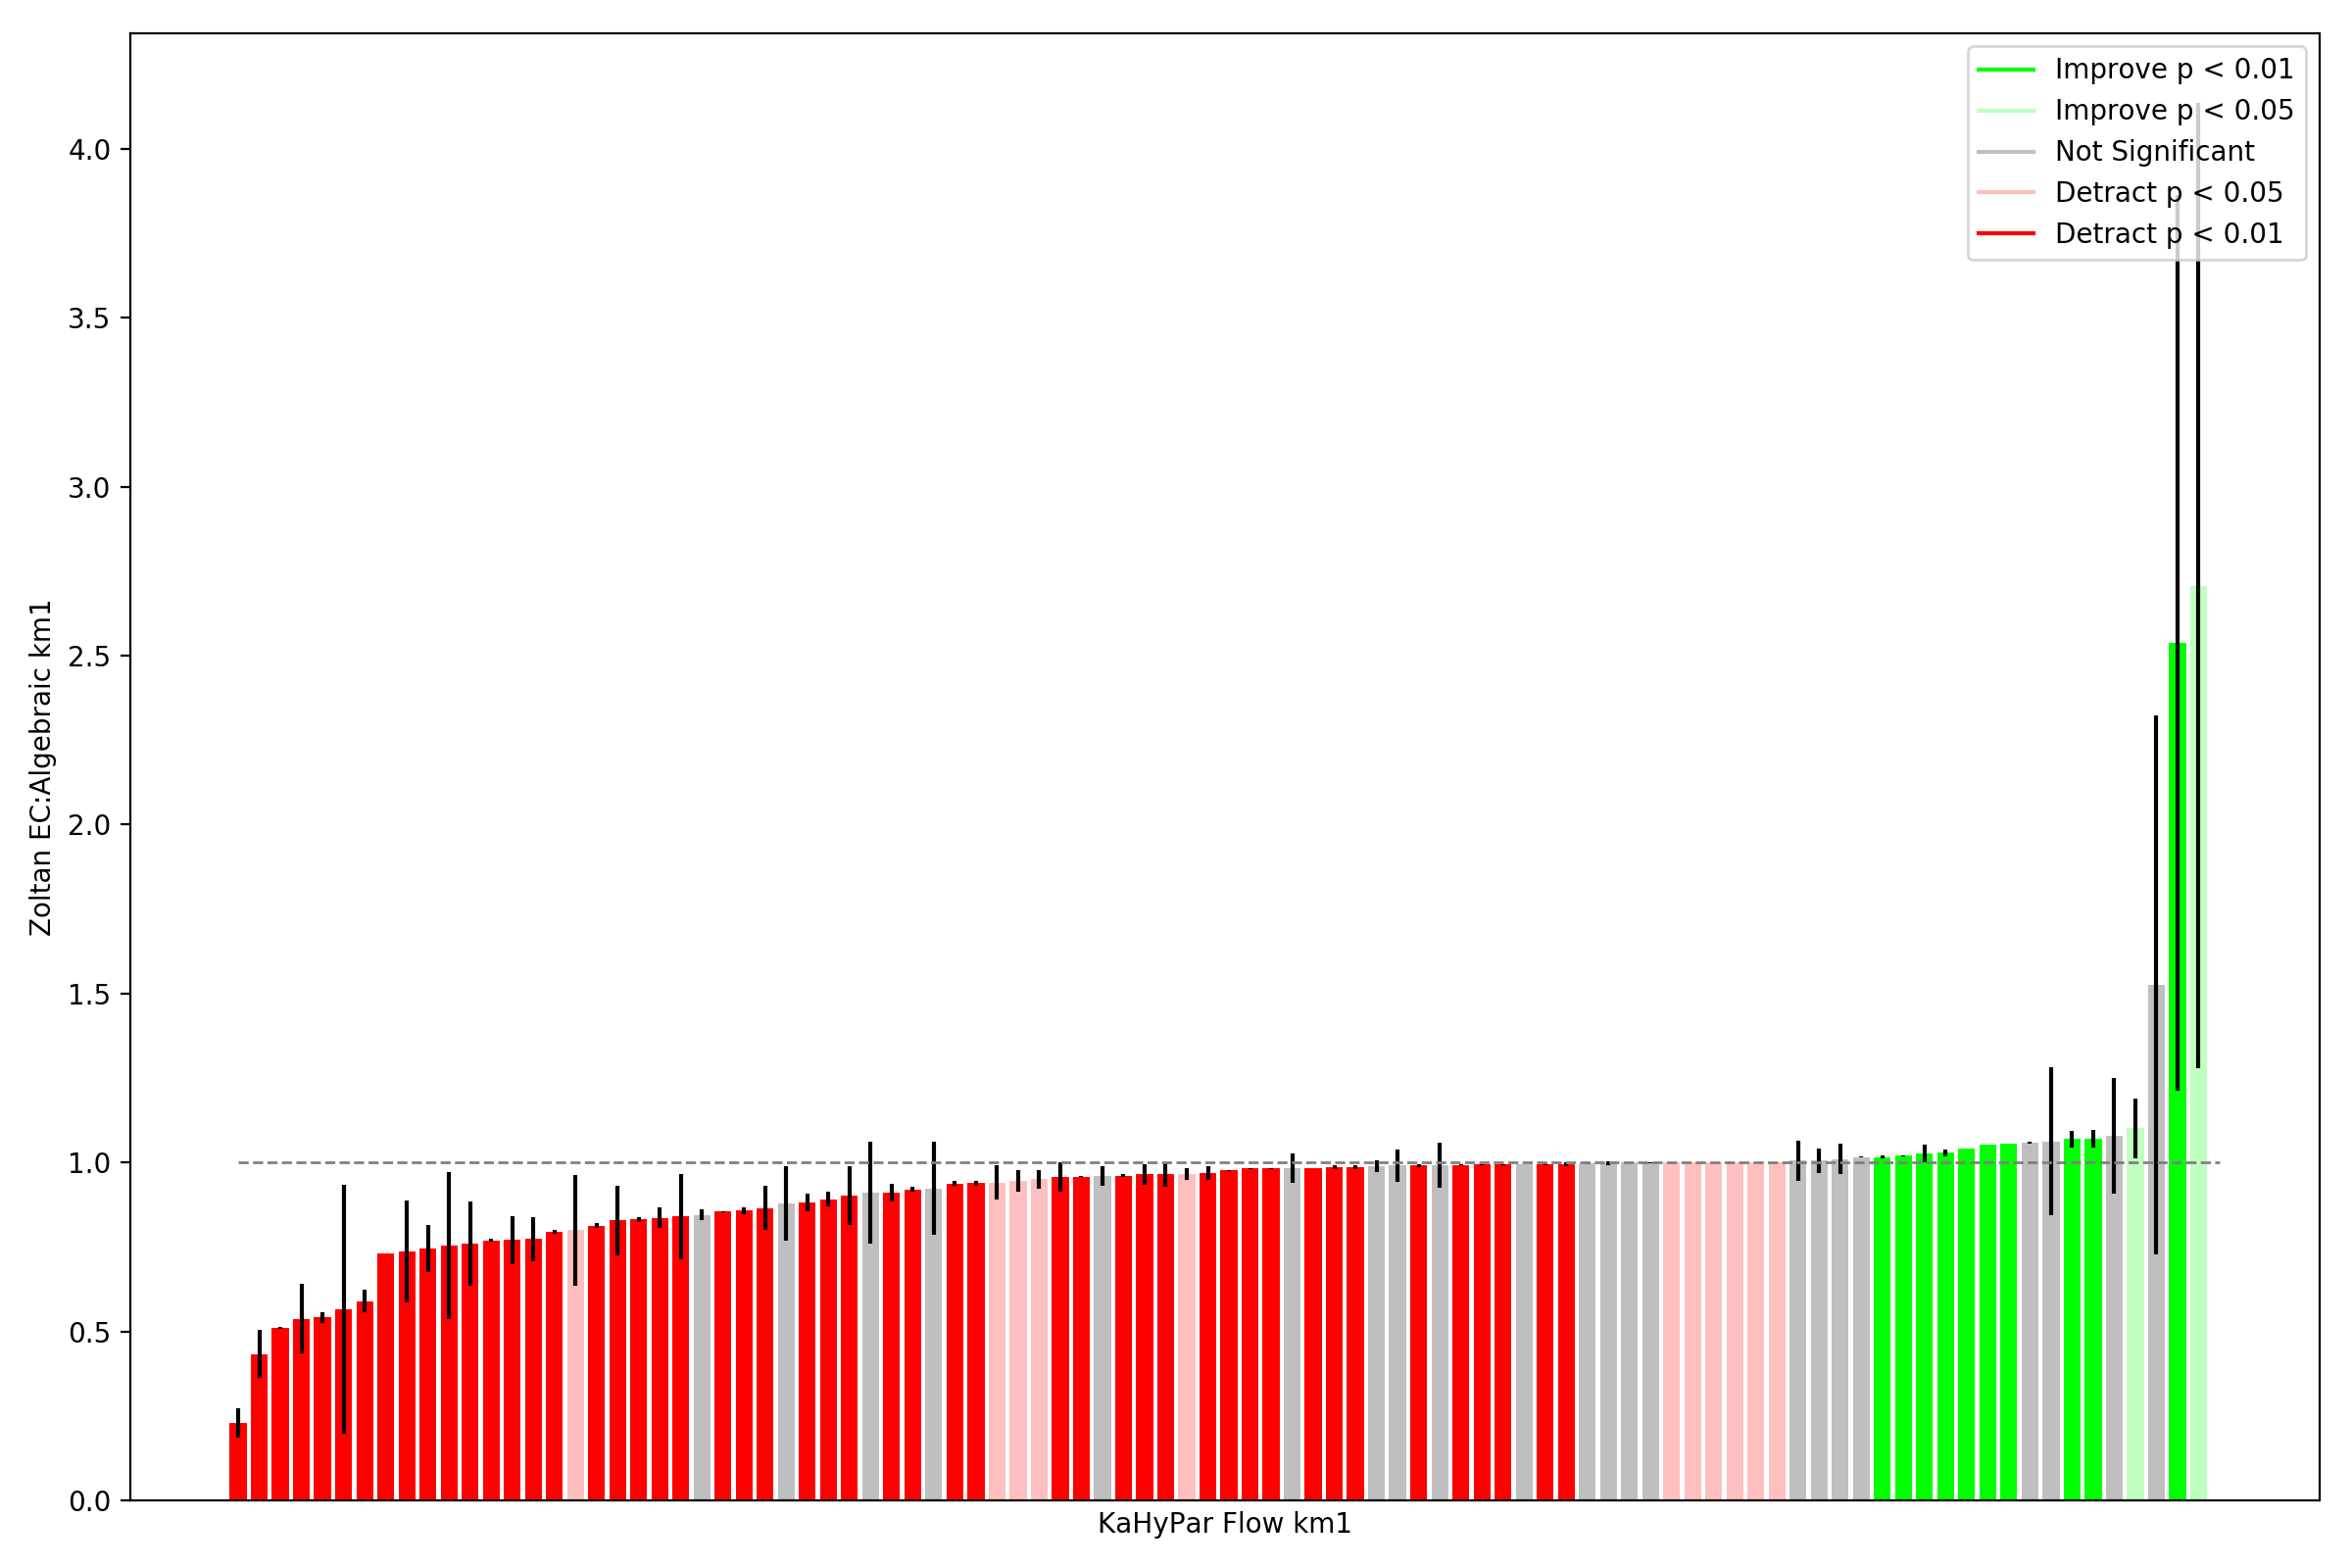 Improve p < 0.01
Improve p < 0.05
Not Significant
Detract p < 0.05
Detract p < 0.01
4.0
3.5
3.0
2.5
2.0
1.5
1.0
0.5
0.0
Zoltan EC:Algebraic km1
KaHyPar Flow km1